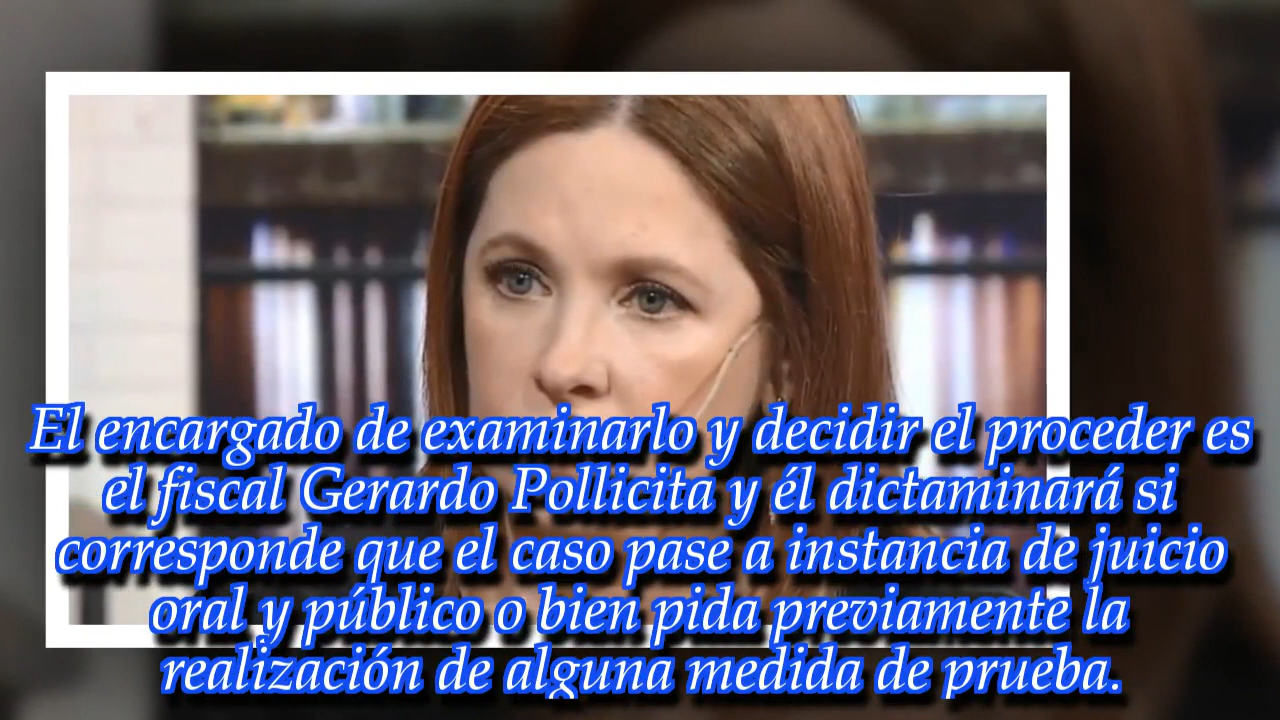 El encargado de examinarlo y decidir el proceder es
el fiscal Gerardo Pollicita y él dictaminará si
corresponde que el caso pase a instancia de juicio
oral y público o bien pida previamente la
realización de alguna medida de prueba.